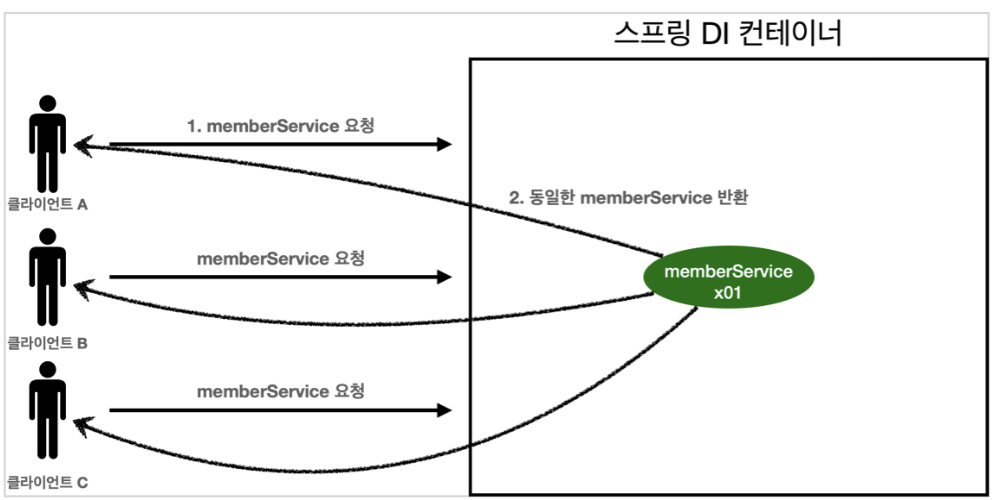 스프링 DI 컨테이너
1. memberService 요청
클라이언트 A
2. 동일한 memberService 반환
memberService 요청
memberService
x01
클라이언트 B
memberService 요청
클라이언트 C